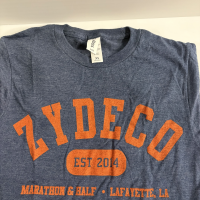 ZYDECO
EST 2014
MARATHON & HALF • LAFAYETTE, LA